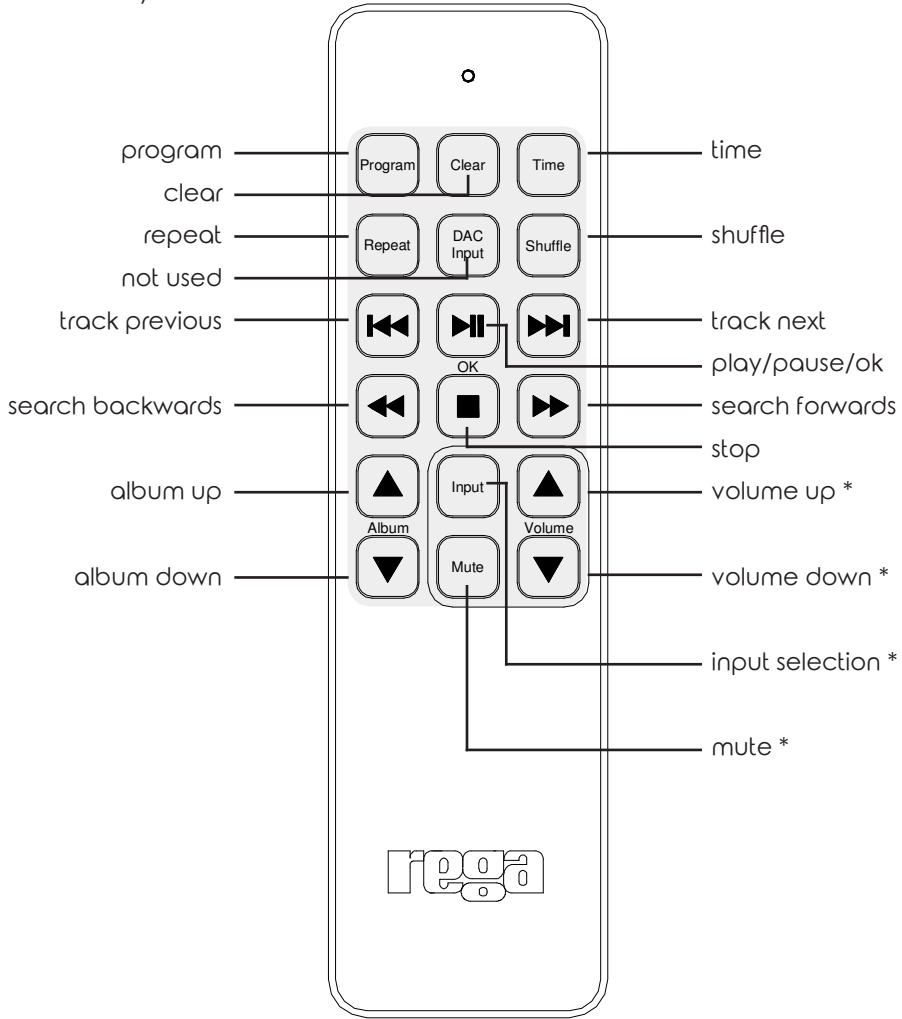 program
Program
Clear
Time
time
clear
repeat
Repeat
DAC
Input
Shuffle
shuffle
not used
track previous
track next
OK
play/pause/ok
search backwards
search forwards
stop
album up
Input
volume up *
Album
Volume
album down
Mute
volume down *
input selection *
mute *
rega